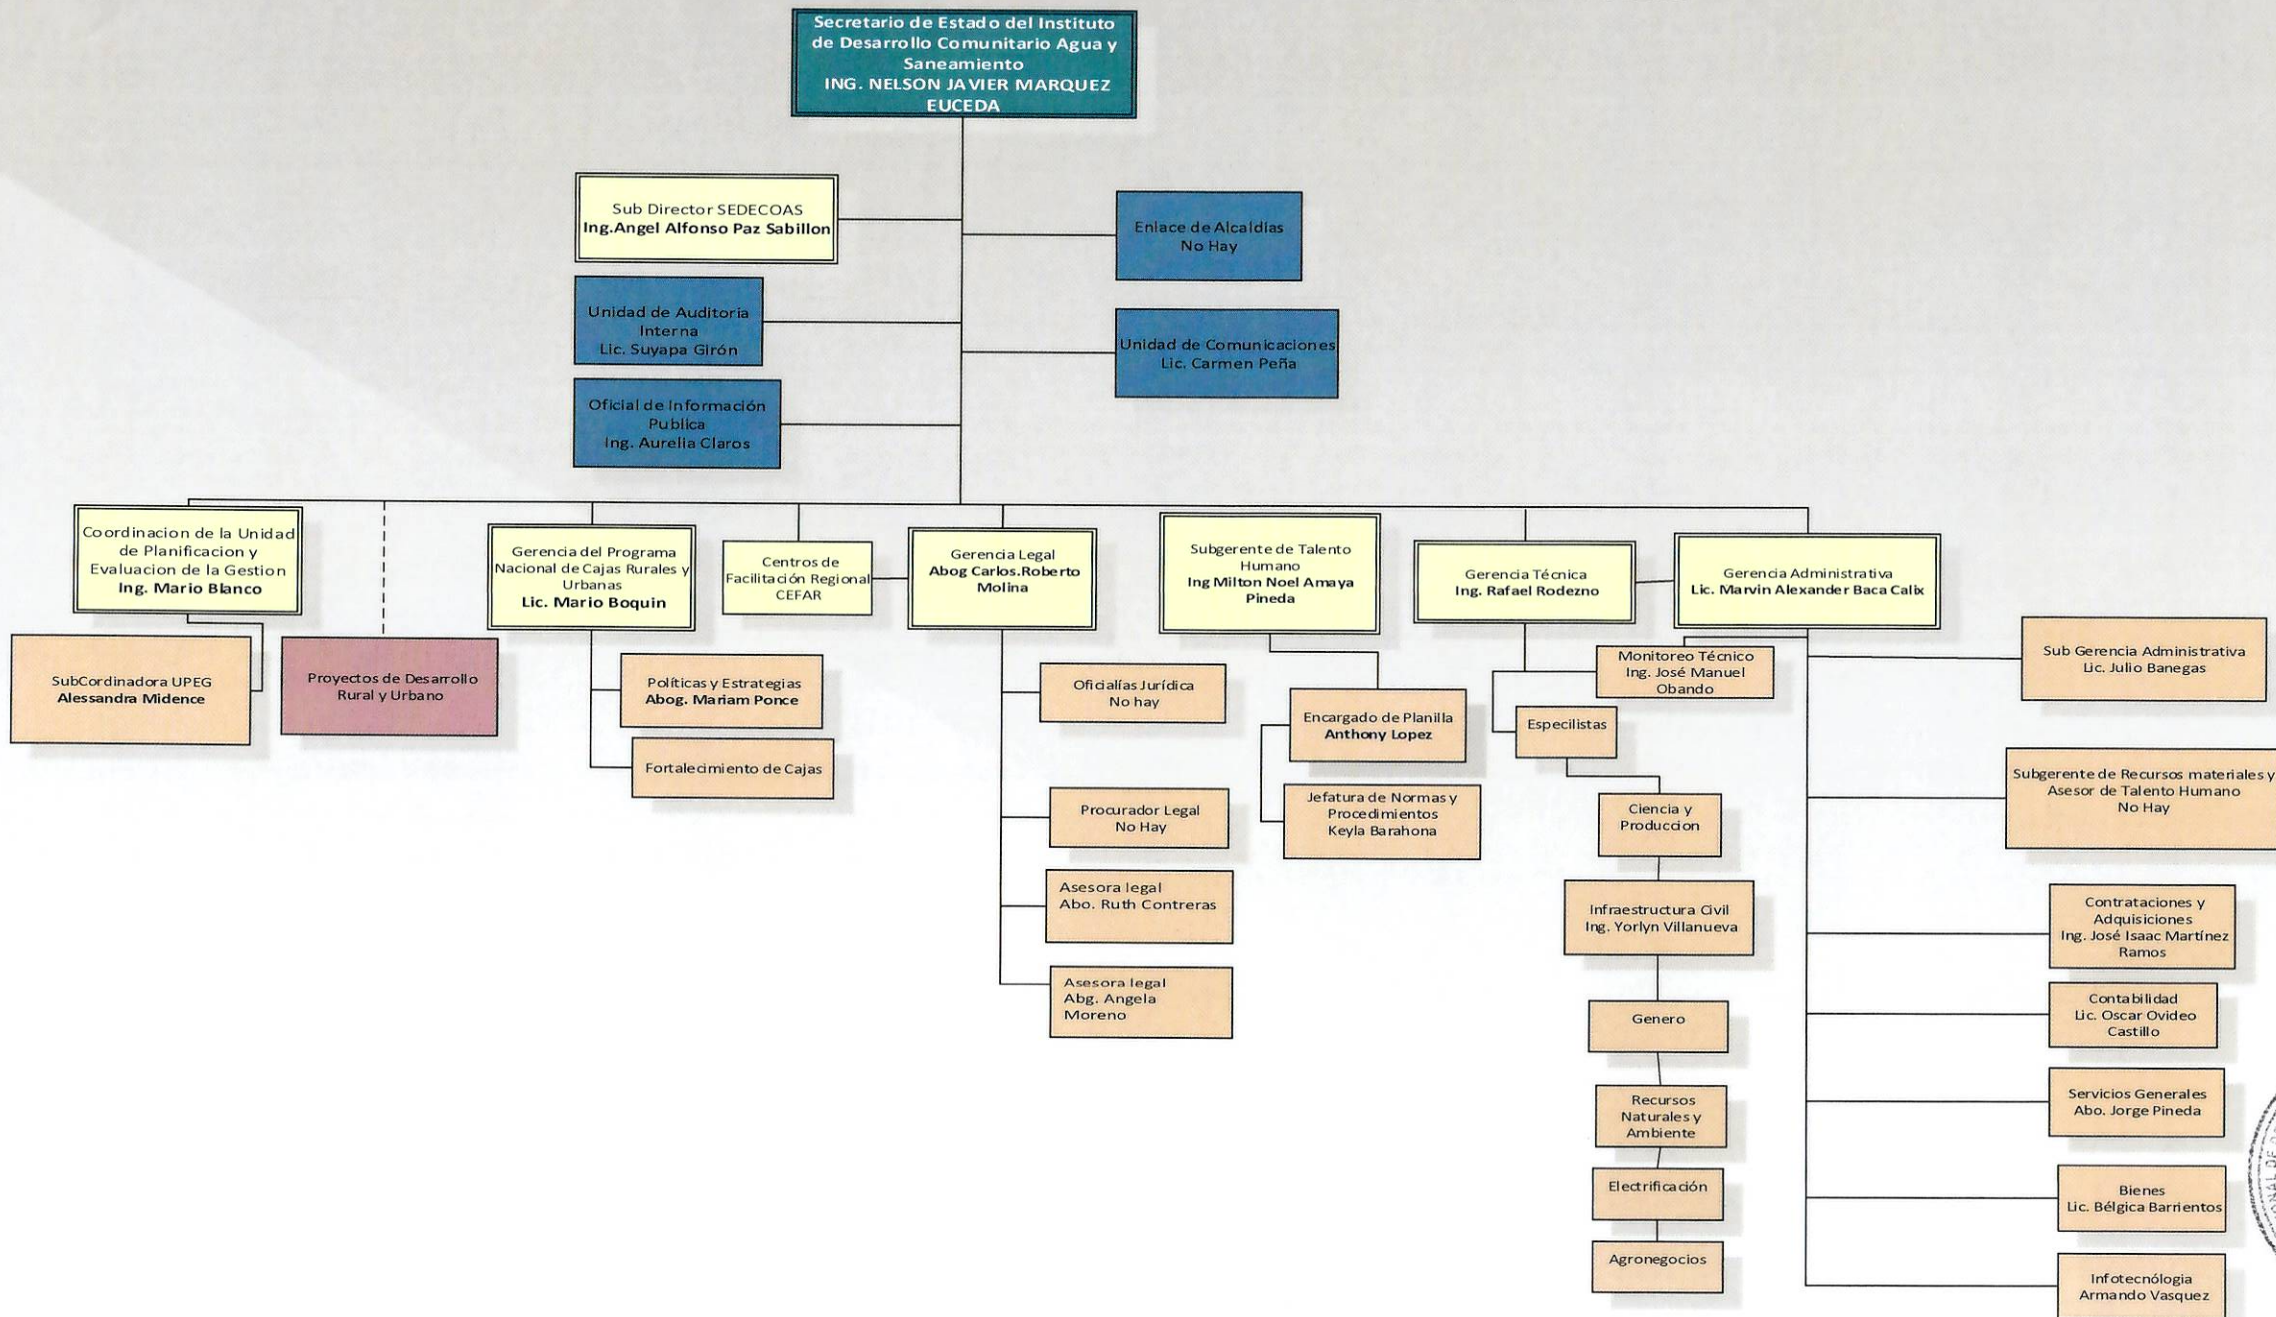 Secretario de Estado del Instituto
de Desarrollo Comunitario Agua y
Saneamiento
ING. NELSON JAVIER MARQUEZ
EUCEDA
Sub Director SEDECOAS
Ing.Angel Alfonso Paz Sabillon
Enlace de Alcaldías
No Hay
Unidad de Auditoria
Interna
Lic. Suyapa Girón
Unidad de Comunicaciones
Lic. Carmen Peña
Oficial de Información
Publica
Ing. Aurelia Claros
Coordinacion de la Unidad
de Planificacion y
Evaluacion de la Gestion
Ing. Mario Blanco
Gerencia del Programa
Nacional de Cajas Rurales y
Urbanas
Lic. Mario Boquin
Centros de
Facilitación Regional
CEFAR
Gerencia Legal
Abog Carlos.Roberto
Molina
Subgerente de Talento
Humano
Ing Milton Noel Amaya
Pineda
Gerencia Técnica
Ing. Rafael Rodezno
Gerencia Administrativa
Lic. Marvin Alexander Baca Calix
SubCordinadora UPEG
Alessandra Midence
Proyectos de Desarrollo
Rural y Urbano
Políticas y Estrategias
Abog. Mariam Ponce
Fortalecimiento de Cajas
Oficialías Jurídica
No hay
Procurador Legal
No Hay
Asesora legal
Abo. Ruth Contreras
Asesora legal
Abg. Angela
Moreno
Encargado de Planilla
Anthony Lopez
Jefatura de Normas y
Procedimientos
Keyla Barahona
Monitoreo Técnico
Ing. José Manuel
Obando
Especilistas
Ciencia y
Produccion
Infraestructura Civil
Ing. Yorlyn Villanueva
Genero
Recursos
Naturales y
Ambiente
Electrificación
Agronegocios
Sub Gerencia Administrativa
Lic. Julio Banegas
Subgerente de Recursos materiales y
Asesor de Talento Humano
No Hay
Contrataciones y
Adquisiciones
Ing. José Isaac Martínez
Ramos
Contabilidad
Lic. Oscar Ovideo
Castillo
Servicios Generales
Abo. Jorge Pineda
Bienes
Lic. Bélgica Barrientos
Infotecnólogia
Armando Vasquez